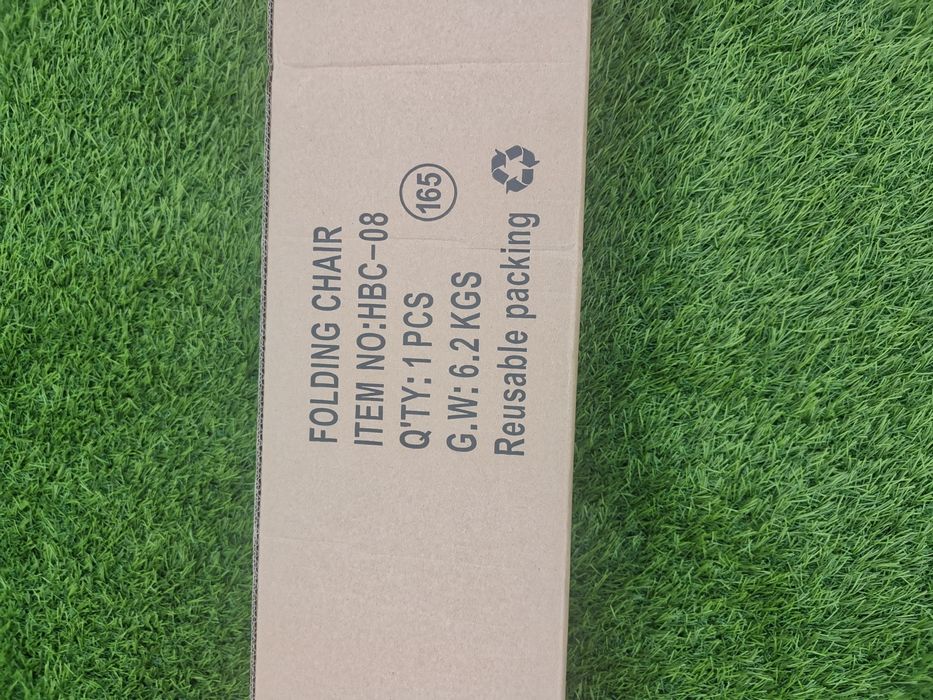 FOLDING CHAIR
ITEM NO:HBC-08
Q'TY: 1 PCS
165
G.W: 6.2 KGS
Reusable packing